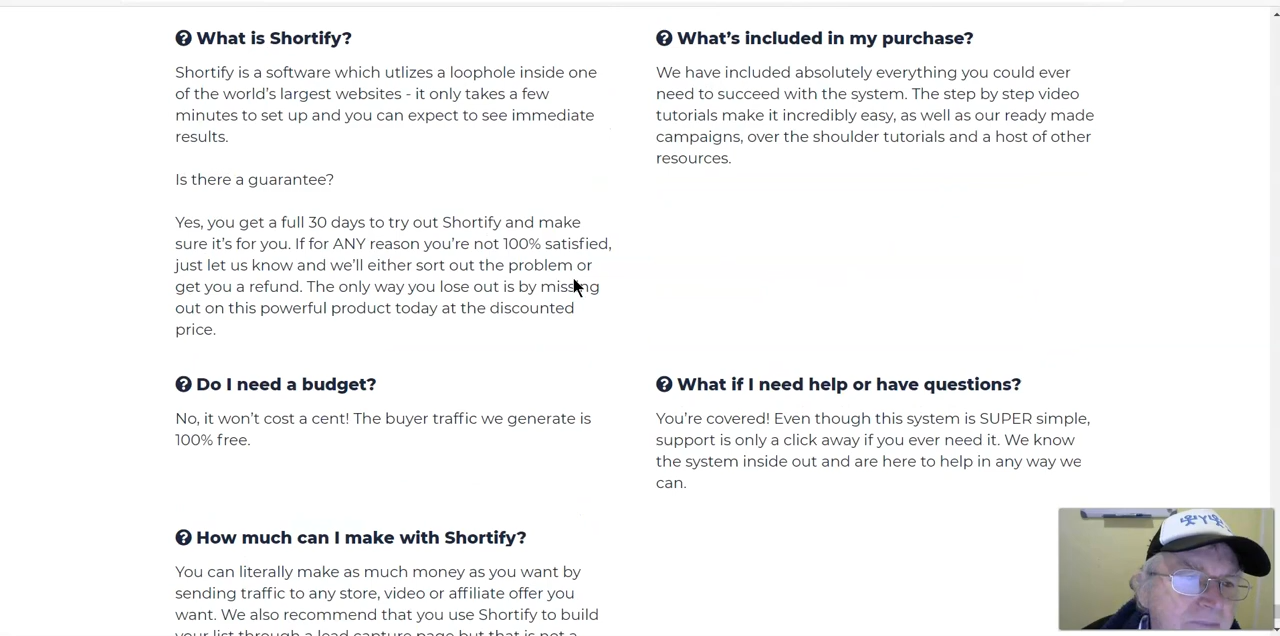 What is Shortify?
Shortify is a software which utlizes a loophole inside one
of the world's largest websites - it only takes a few
minutes to set up and you can expect to see immediate
results.
Is there a guarantee?
Yes, you get a full 30 days to try out Shortify and make
sure it's for you. If for ANY reason you're not 100% satisfied,
just let us know and we'll either sort out the problem or
get you a refund. The only way you lose out is by missing
out on this powerful product today at the discounted
price.
What's included in my purchase?
We have included absolutely everything you could ever
need to succeed with the system. The step by step video
tutorials make it incredibly easy, as well as our ready made
campaigns, over the shoulder tutorials and a host of other
resources.
Do I need a budget?
No, it won't cost a cent! The buyer traffic we generate is
100% free.
What if I need help or have questions?
You're covered! Even though this system is SUPER simple,
support is only a click away if you ever need it. We know
the system inside out and are here to help in any way we
can.
How much can I make with Shortify?
You can literally make as much money as you want by
sending traffic to any store, video or affiliate offer you
want. We also recommend that you use Shortify to build
your list through a lead capture page but that is not a